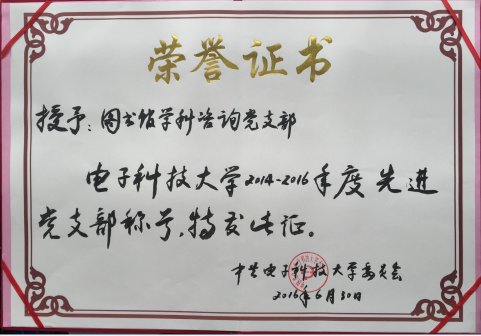 荣誉证书
授予：图书馆学科咨询党支部
电子科技大学2014-2016年度先进
党支部称号，特发此证。
中共电子科技大学委员会
2016年6月30日